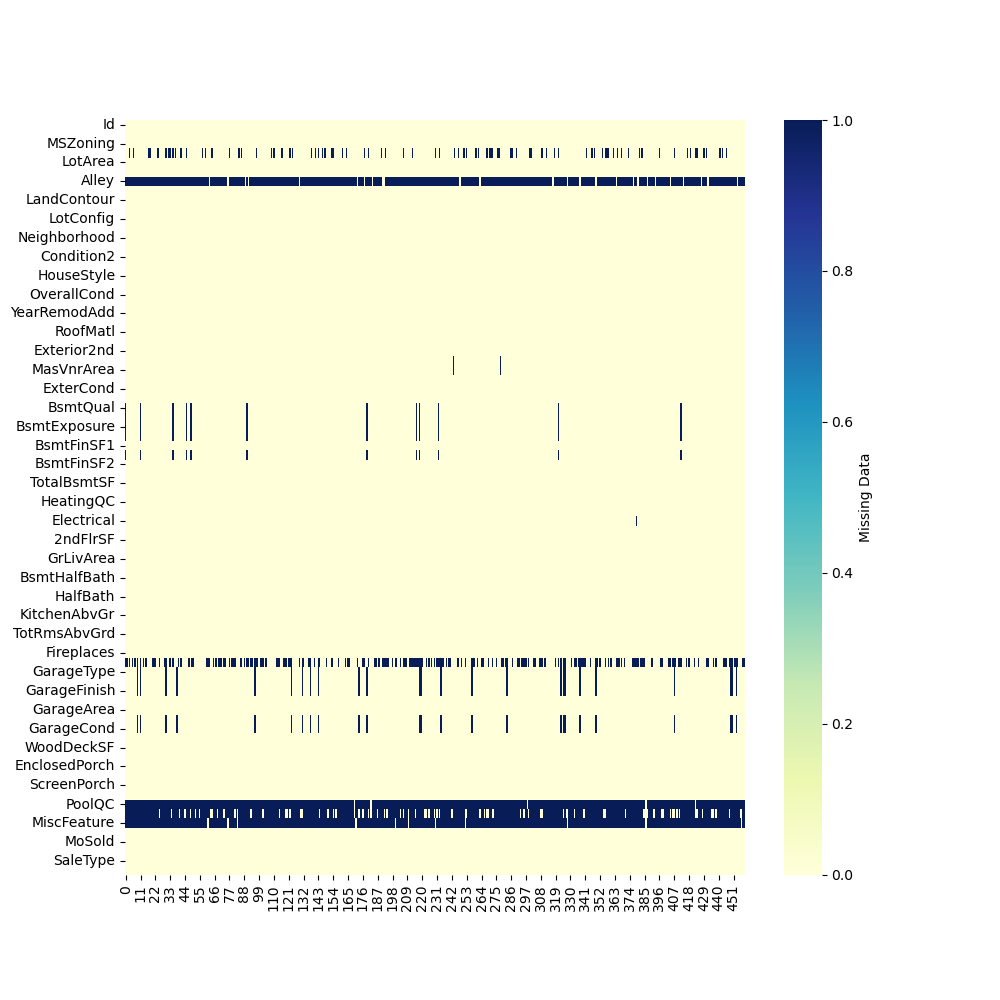 Id
MSZoning
LotArea
Alley
LandContour
LotConfig
Neighborhood
Condition2
HouseStyle
OverallCond
YearRemodAdd
RoofMatl
Exterior2nd
MasVnrArea
ExterCond
BsmtQual
BsmtExposure
BsmtFinSF1
BsmtFinSF2
TotalBsmtSF
HeatingQC
Electrical
2ndFlrSF
GrLivArea
BsmtHalfBath
HalfBath
KitchenAbvGr
TotRmsAbvGrd
Fireplaces
GarageType
GarageFinish
GarageArea
GarageCond
WoodDeckSF
EnclosedPorch
ScreenPorch
PoolQC
MiscFeature
MoSold
SaleType
0 11 22 33 44 55 66 77 88 99 110 121 132 143 154 165 176 187 198 209 220 231 242 253 264 275 286 297 308 319 330 341 352 363 374 385 396 407 418 429 440 451
1.0
0.8
0.6
0.4
0.2
0.0
Missing Data